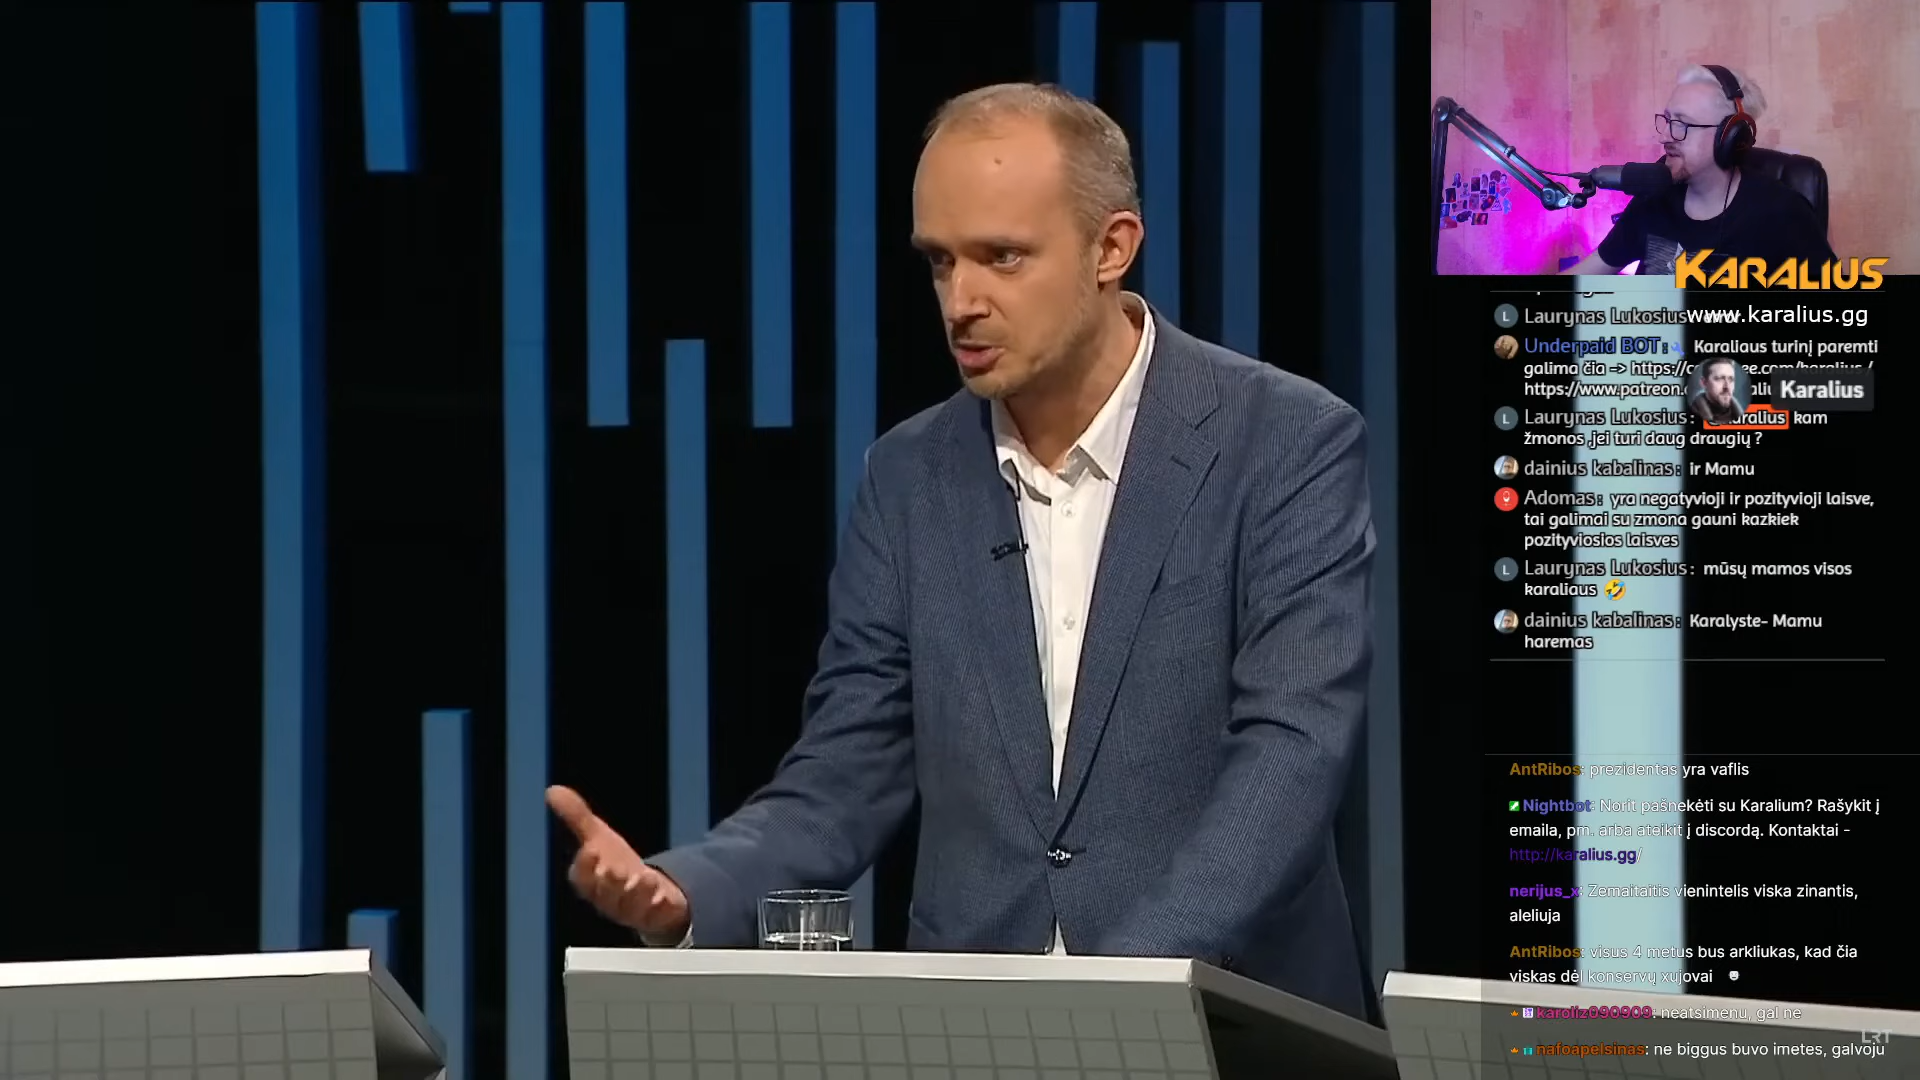 KARALIUS
www.karalius.gg
Laurynas Lukosius:
Underpaid BOT: Karaliaus turinį paremti
galima čia -> https://
https://www.patreon.
Karalius
Laurynas Lukosius: kam
žmonos ,jei turi daug draugių ?
dainius kabalinas: ir Mamu
Adomas: yra negatyvioji ir pozityvioji laisve,
tai galimai su zmona gauni kazkiek
pozityviosios laisves
Laurynas Lukosius: mūsų mamos visos
karaliaus 🤣
dainius kabalinas: Karalyste- Mamu
haremas
AntRibos: prezidentas yra vaflis
Nightbot: Norit pašnekėti su Karalium? Rašykit į
emailą, pm. arba ateikit į discordą. Kontaktai -
http://karalius.gg/
nerijus_x: Zemaitaitis vienintelis viska zinantis,
aleliuja
AntRibos: visus 4 metus bus arkliukas, kad čia
viskas dėl konservų xujovai
karoliz090909: neatsimenu, gal ne
LRT
nafoapelsinas: ne biggus buvo imetes, galvoju